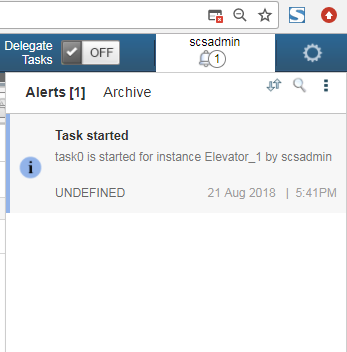 Delegate
Tasks
OFF
scsadmin
1
Alerts [1] Archive
Task started
task0 is started for instance Elevator_1 by scsadmin
UNDEFINED 21 Aug 2018 | 5:41PM